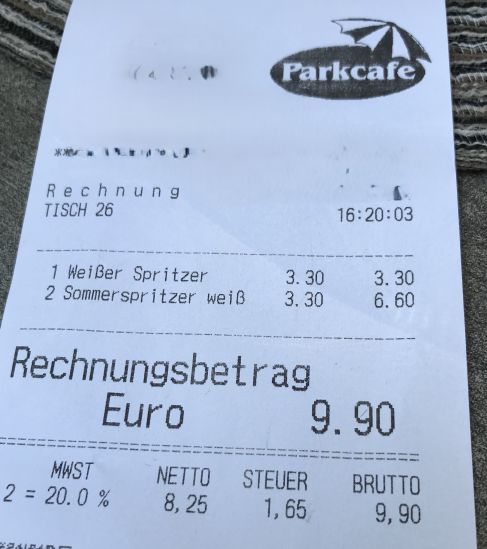 Parkcafe
Rechnung
TISCH 26 16:20:03
1 Weißer Spritzer 3.30 3.30
2 Sommerspritzer weiß 3.30 6.60
Rechnungsbetrag
Euro 9.90
MWST NETTO STEUER BRUTTO
2 = 20.0 % 8,25 1,65 9,90